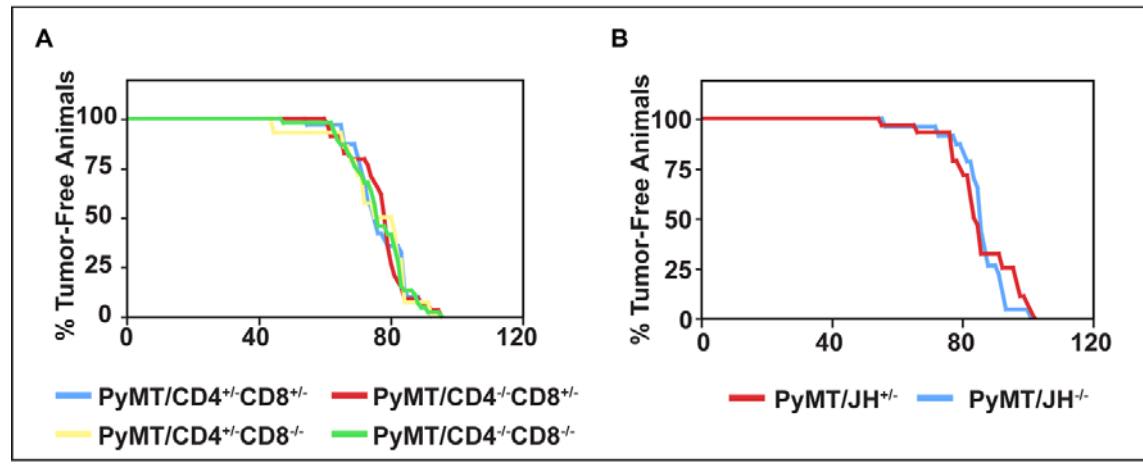 A
B
% Tumor-Free Animals
100
75
50
25
0
0 40 80 120
% Tumor-Free Animals
100
75
50
25
0
0 40 80 120
PyMT/CD4+/-CD8+/- PyMT/CD4-/-CD8+/-
PyMT/CD4+/-CD8-/- PyMT/CD4-/-CD8-/-
PyMT/JH+/- PyMT/JH-/-